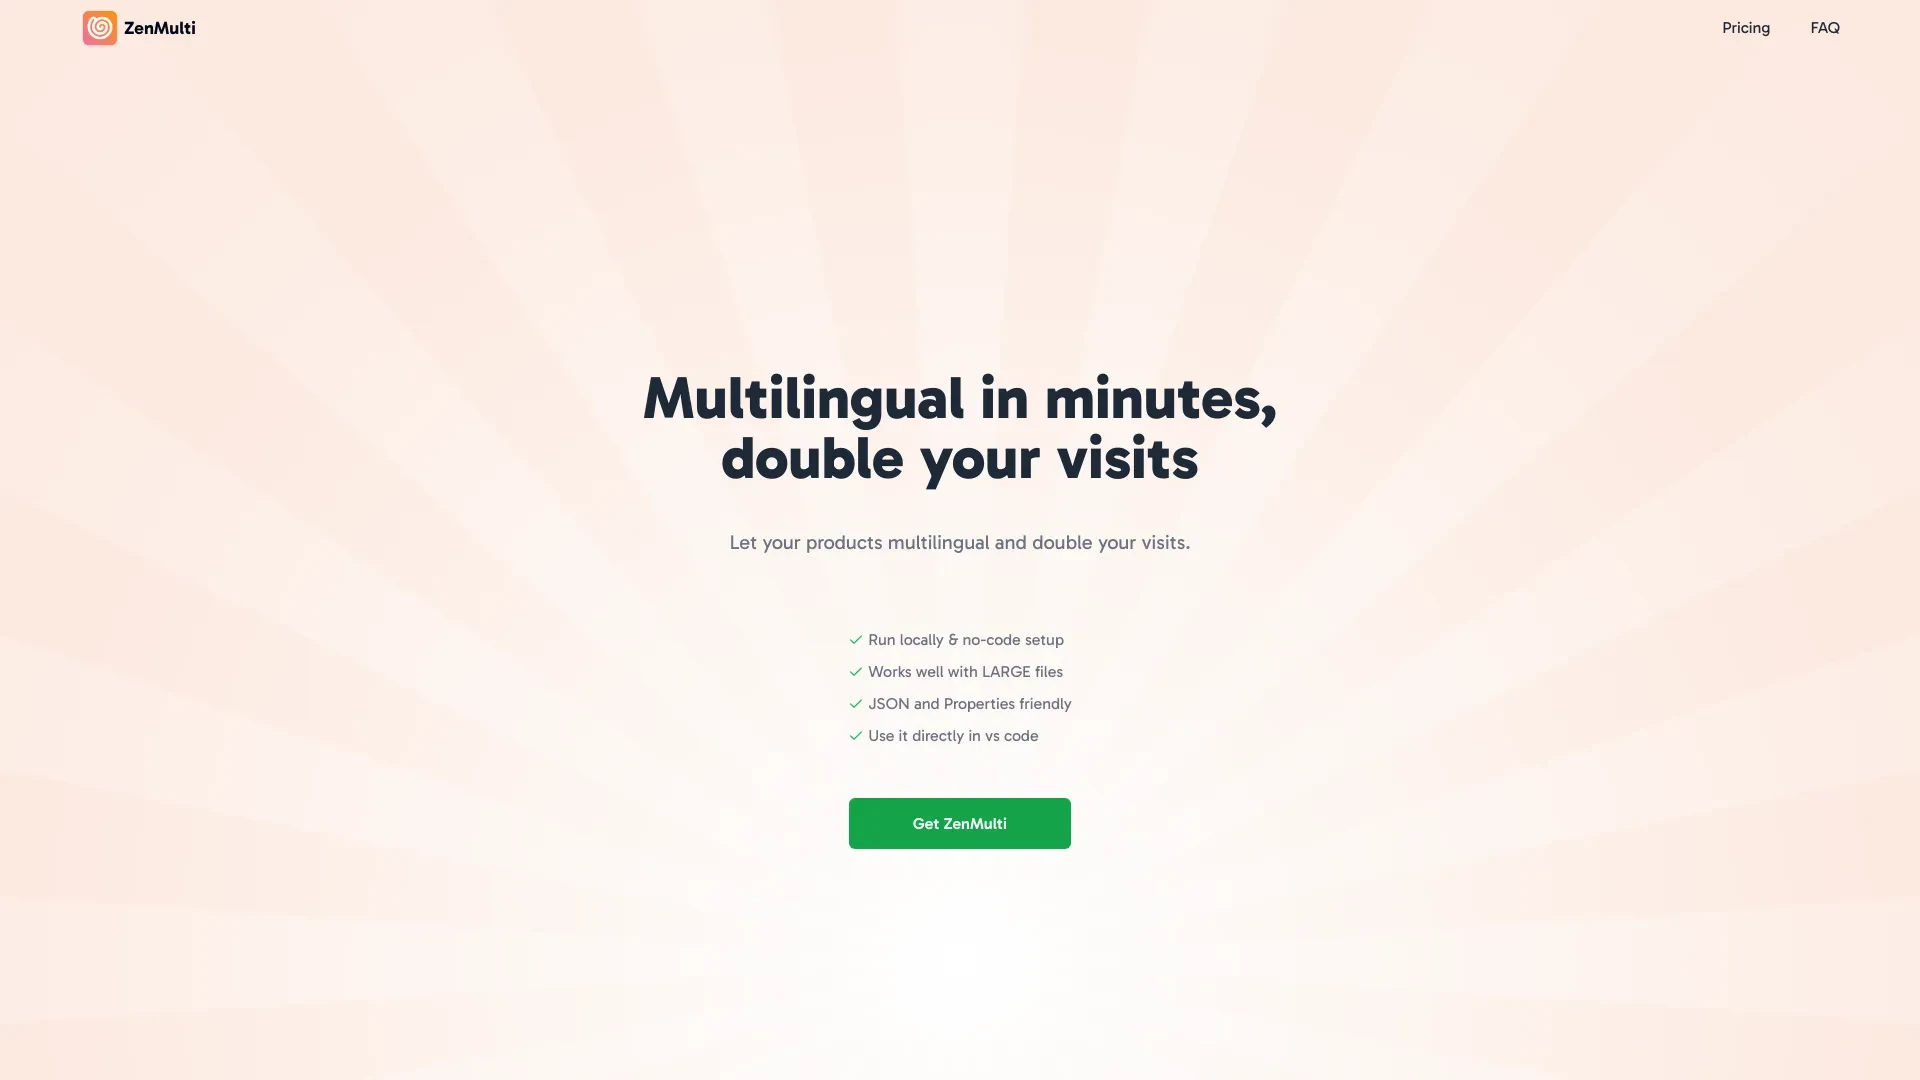 ZenMulti
Pricing
FAQ
Multilingual in minutes,
double your visits
Let your products multilingual and double your visits.
Run locally & no-code setup
Works well with LARGE files
JSON and Properties friendly
Use it directly in vs code
Get ZenMulti